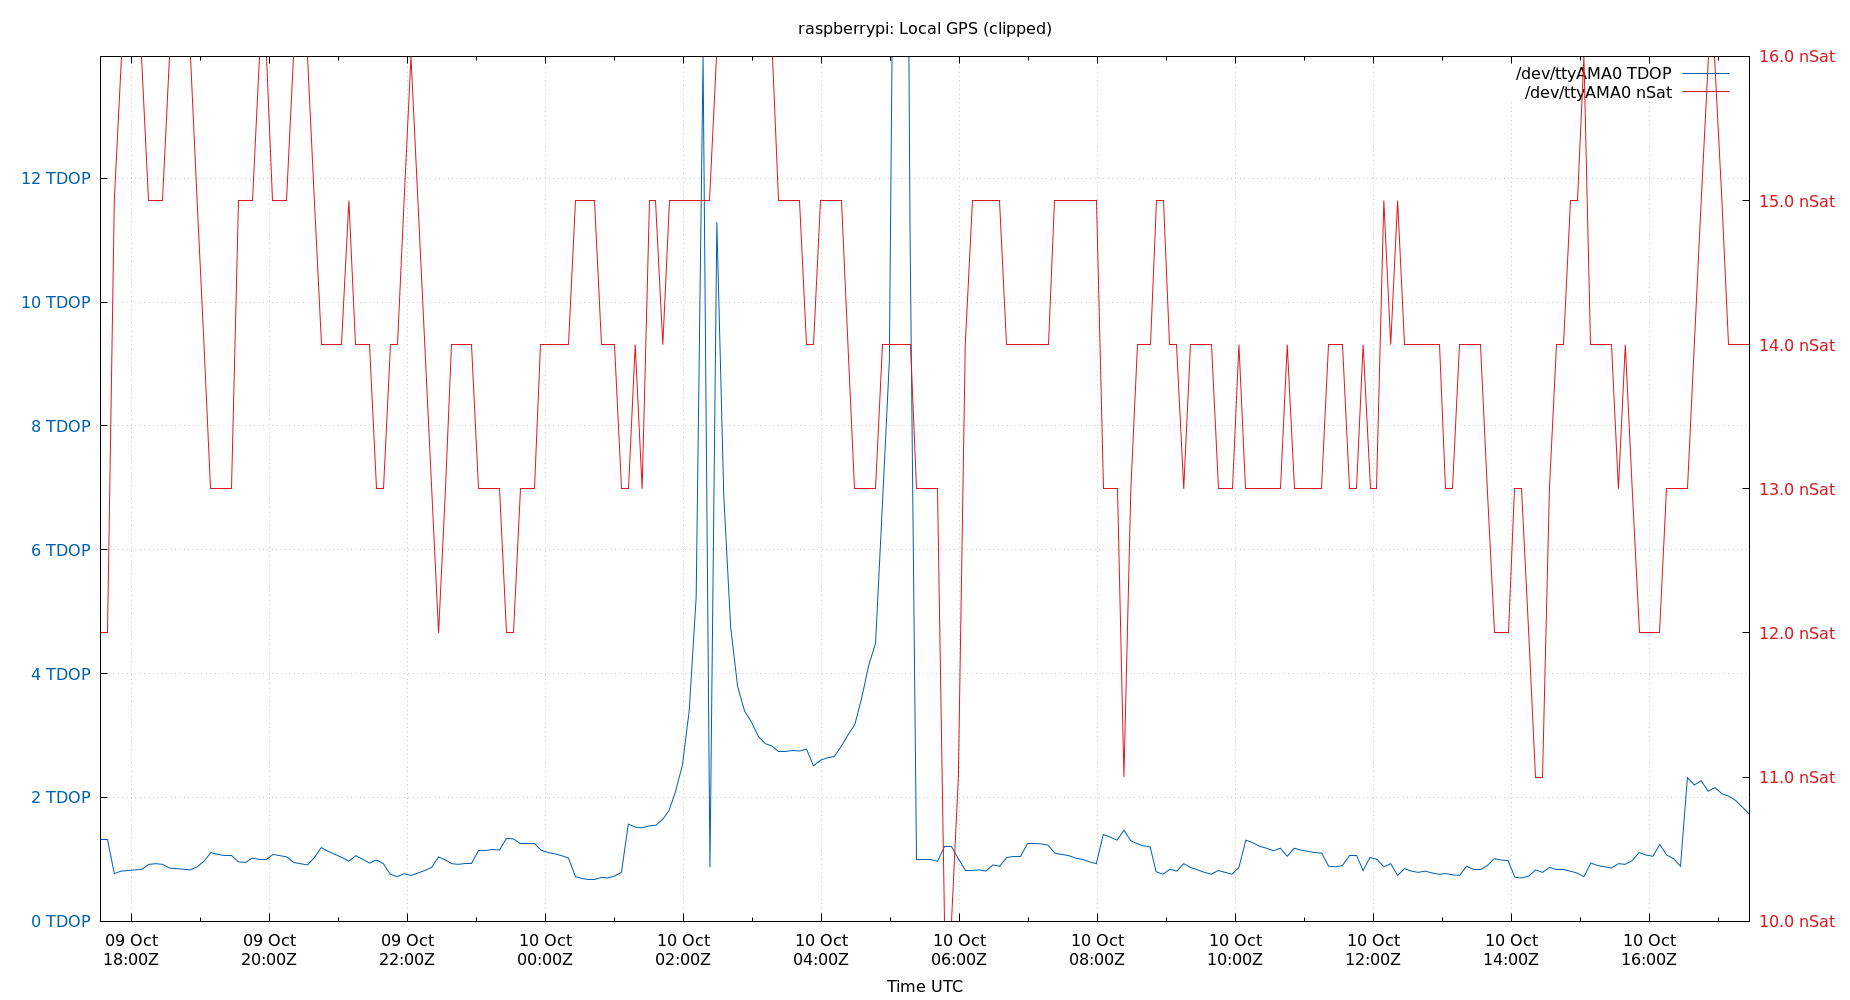 raspberrypi: Local GPS (clipped)
16.0 nSat
/dev/ttyAMA0 TDOP
/dev/ttyAMA0 nSat
12 TDOP
15.0 nSat
10 TDOP
14.0 nSat
8 TDOP
13.0 nSat
6 TDOP
12.0 nSat
4 TDOP
11.0 nSat
2 TDOP
0 TDOP
10.0 nSat
09 Oct 09 Oct 09 Oct 10 Oct 10 Oct 10 Oct 10 Oct 10 Oct 10 Oct 10 Oct 10 Oct 10 Oct
18:00Z 20:00Z 22:00Z 00:00Z 02:00Z 04:00Z 06:00Z 08:00Z 10:00Z 12:00Z 14:00Z 16:00Z
Time UTC